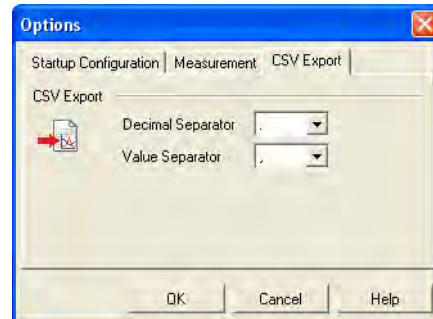 Options
Startup Configuration Measurement CSV Export
CSV Export
Decimal Separator .
Value Separator ,
OK Cancel Help